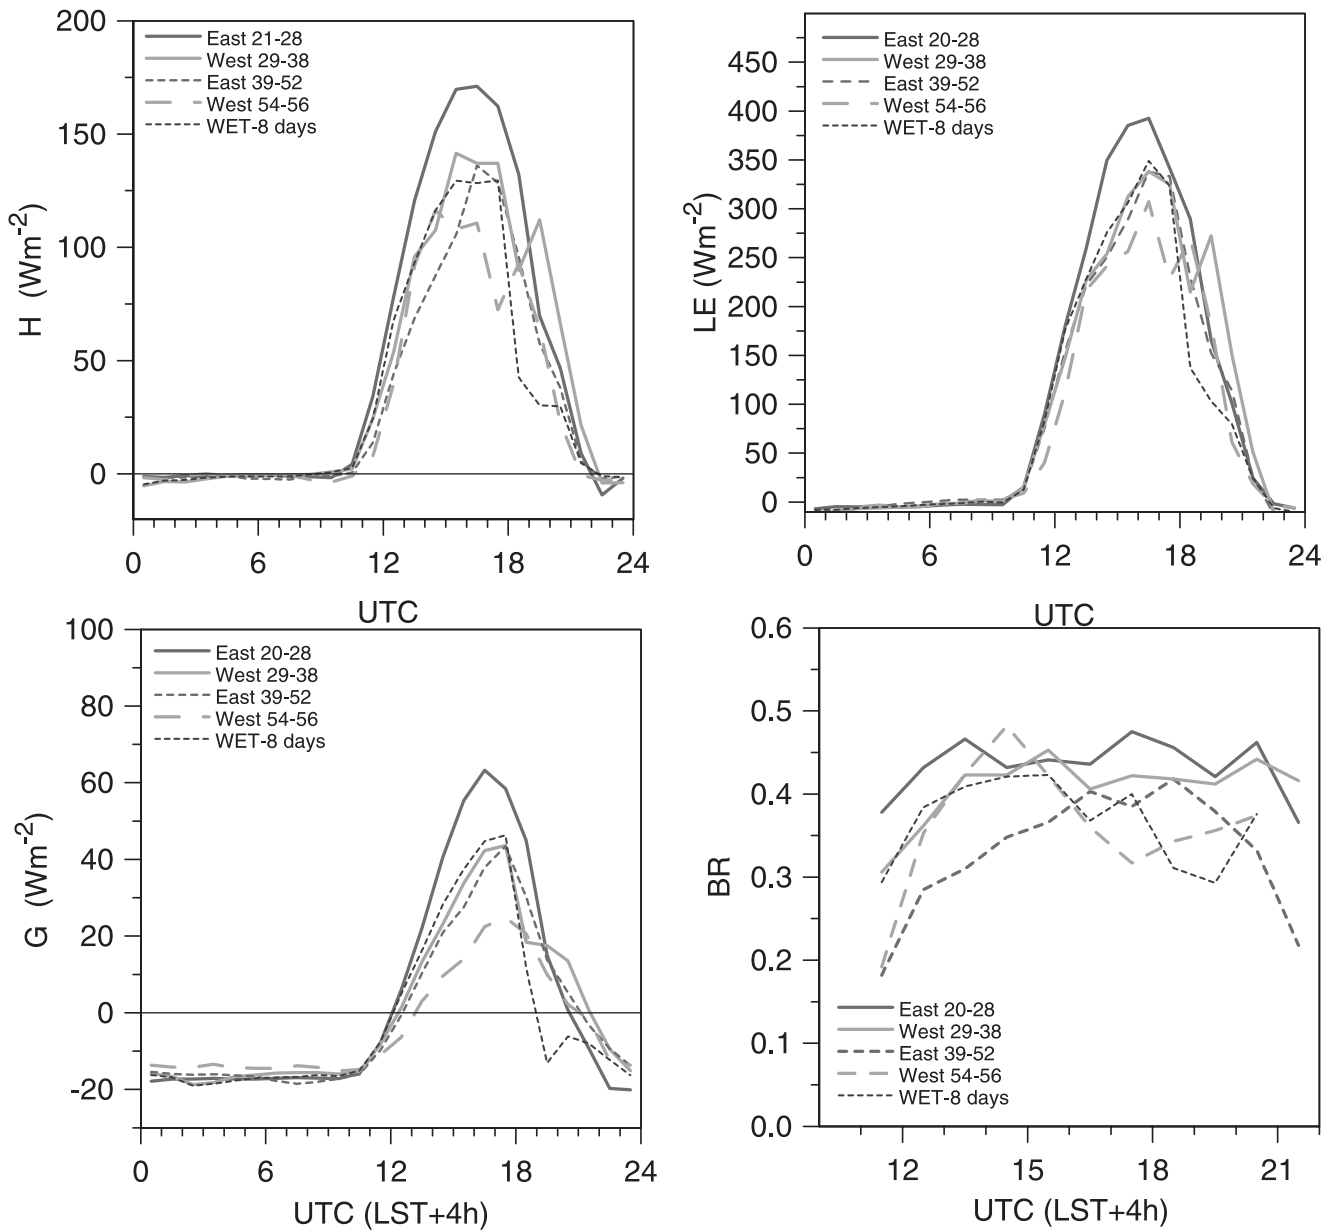 200
150
100
50
0
H (Wm-2)
East 21-28
West 29-38
East 39-52
West 54-56
WET-8 days
0 6 12 18 24
UTC
450
400
350
300
250
200
150
100
50
0
LE (Wm-2)
East 20-28
West 29-38
East 39-52
West 54-56
WET-8 days
0 6 12 18 24
UTC
100
80
60
40
20
0
-20
G (Wm-2)
East 20-28
West 29-38
East 39-52
West 54-56
WET-8 days
0 6 12 18 24
UTC (LST+4h)
0.6
0.5
0.4
0.3
0.2
0.1
0.0
BR
East 20-28
West 29-38
East 39-52
West 54-56
WET-8 days
12 15 18 21
UTC (LST+4h)